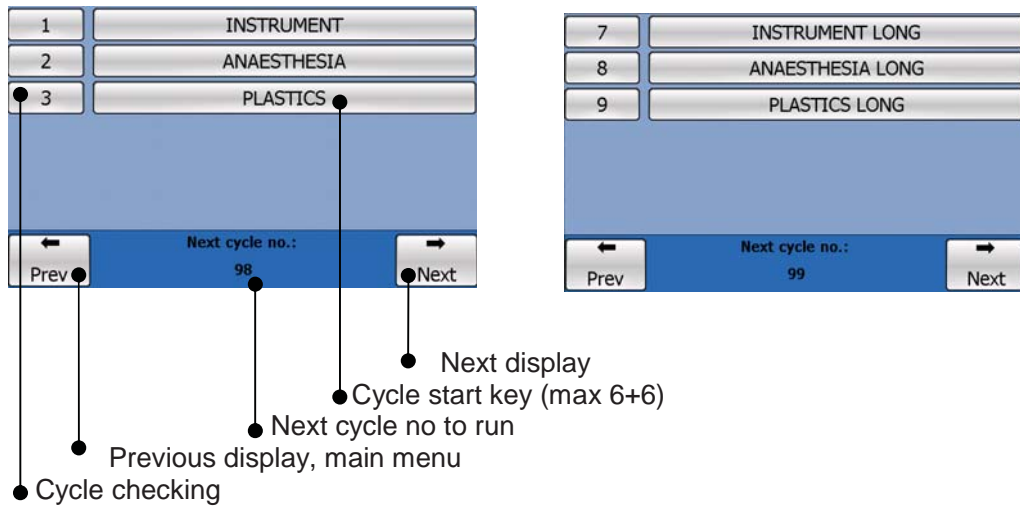 1 INSTRUMENT
2 ANAESTHESIA
3 PLASTICS
Next cycle no.:
Prev 98 Next
7 INSTRUMENT LONG
8 ANAESTHESIA LONG
9 PLASTICS LONG
Next cycle no.:
Prev 99 Next
Next display
Cycle start key (max 6+6)
Next cycle no to run
Previous display, main menu
Cycle checking